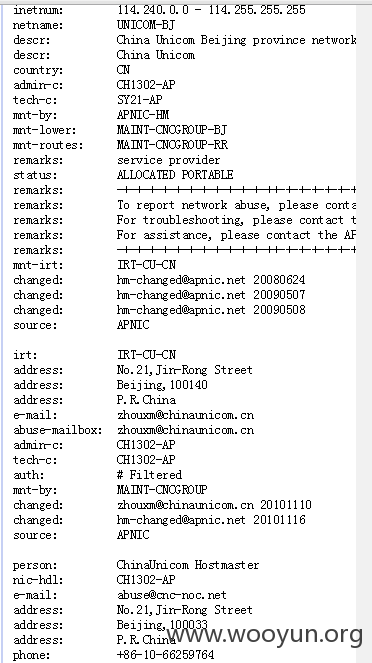 inetnum: 114.240.0.0 - 114.255.255.255
netname: UNICOM-BJ
descr: China Unicom Beijing province network
descr: China Unicom
country: CN
admin-c: CH1302-AP
tech-c: SY21-AP
mnt-by: APNIC-HM
mnt-lower: MAINT-CNCGROUP-BJ
mnt-routes: MAINT-CNCGROUP-RR
remarks: service provider
status: ALLOCATED PORTABLE
remarks: -+-+-+-+-+-+-+-+-+-+-+-+-+-+-+-+
remarks: To report network abuse, please conta
remarks: For troubleshooting, please contact t
remarks: For assistance, please contact the AP
remarks: -+-+-+-+-+-+-+-+-+-+-+-+-+-+-+-+
mnt-irt: IRT-CU-CN
changed: hm-changed@apnic.net 20080624
changed: hm-changed@apnic.net 20090507
changed: hm-changed@apnic.net 20090508
source: APNIC
irt: IRT-CU-CN
address: No.21,Jin-Rong Street
address: Beijing,100140
address: P.R.China
e-mail: zhouxm@chinaunicom.cn
abuse-mailbox: zhouxm@chinaunicom.cn
admin-c: CH1302-AP
tech-c: CH1302-AP
auth: # Filtered
mnt-by: MAINT-CNCGROUP
changed: zhouxm@chinaunicom.cn 20101110
changed: hm-changed@apnic.net 20101116
source: APNIC
person: ChinaUnicom Hostmaster
nic-hdl: CH1302-AP
e-mail: abuse@cnc-noc.net
address: No.21,Jin-Rong Street
address: Beijing,100033
address: P.R.China
www.wooyun.org
phone: +86-10-66259764